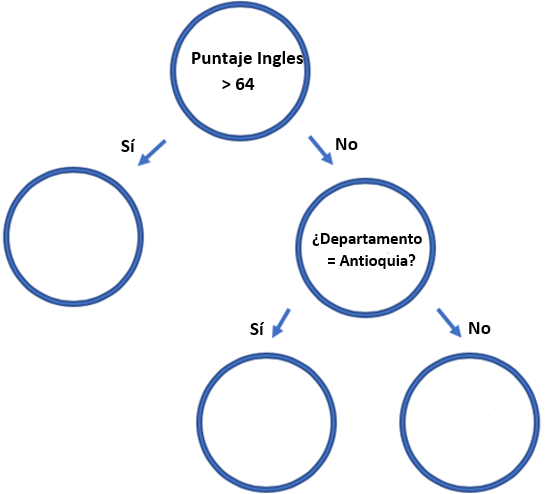 Puntaje Ingles
> 64
Sí
No
¿Departamento
= Antioquia?
Sí
No